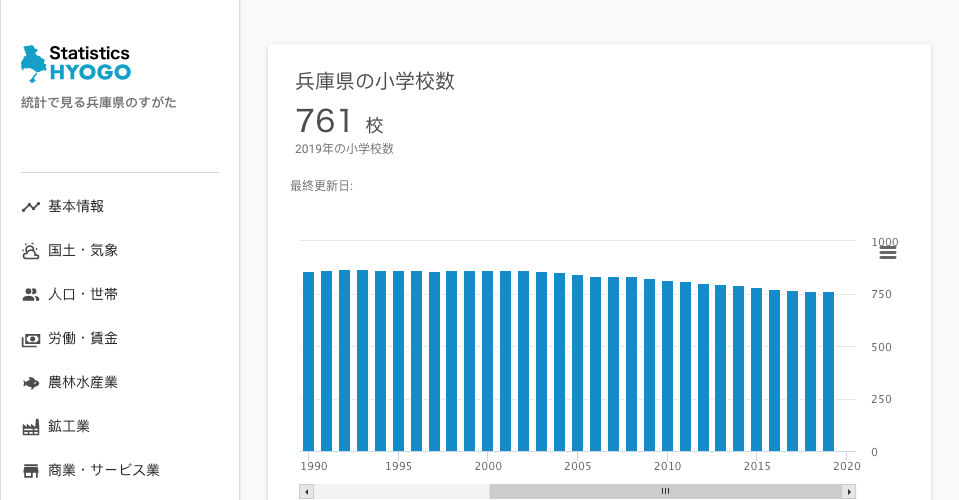 Statistics
HYOGO
統計で見る兵庫県のすがた
基本情報
国土・気象
人口・世帯
労働・賃金
農林水産業
鉱工業
商業・サービス業
兵庫県の小学校数
761 校
2019年の小学校数
最終更新日:
1000
750
500
250
0
1990 1995 2000 2005 2010 2015 2020